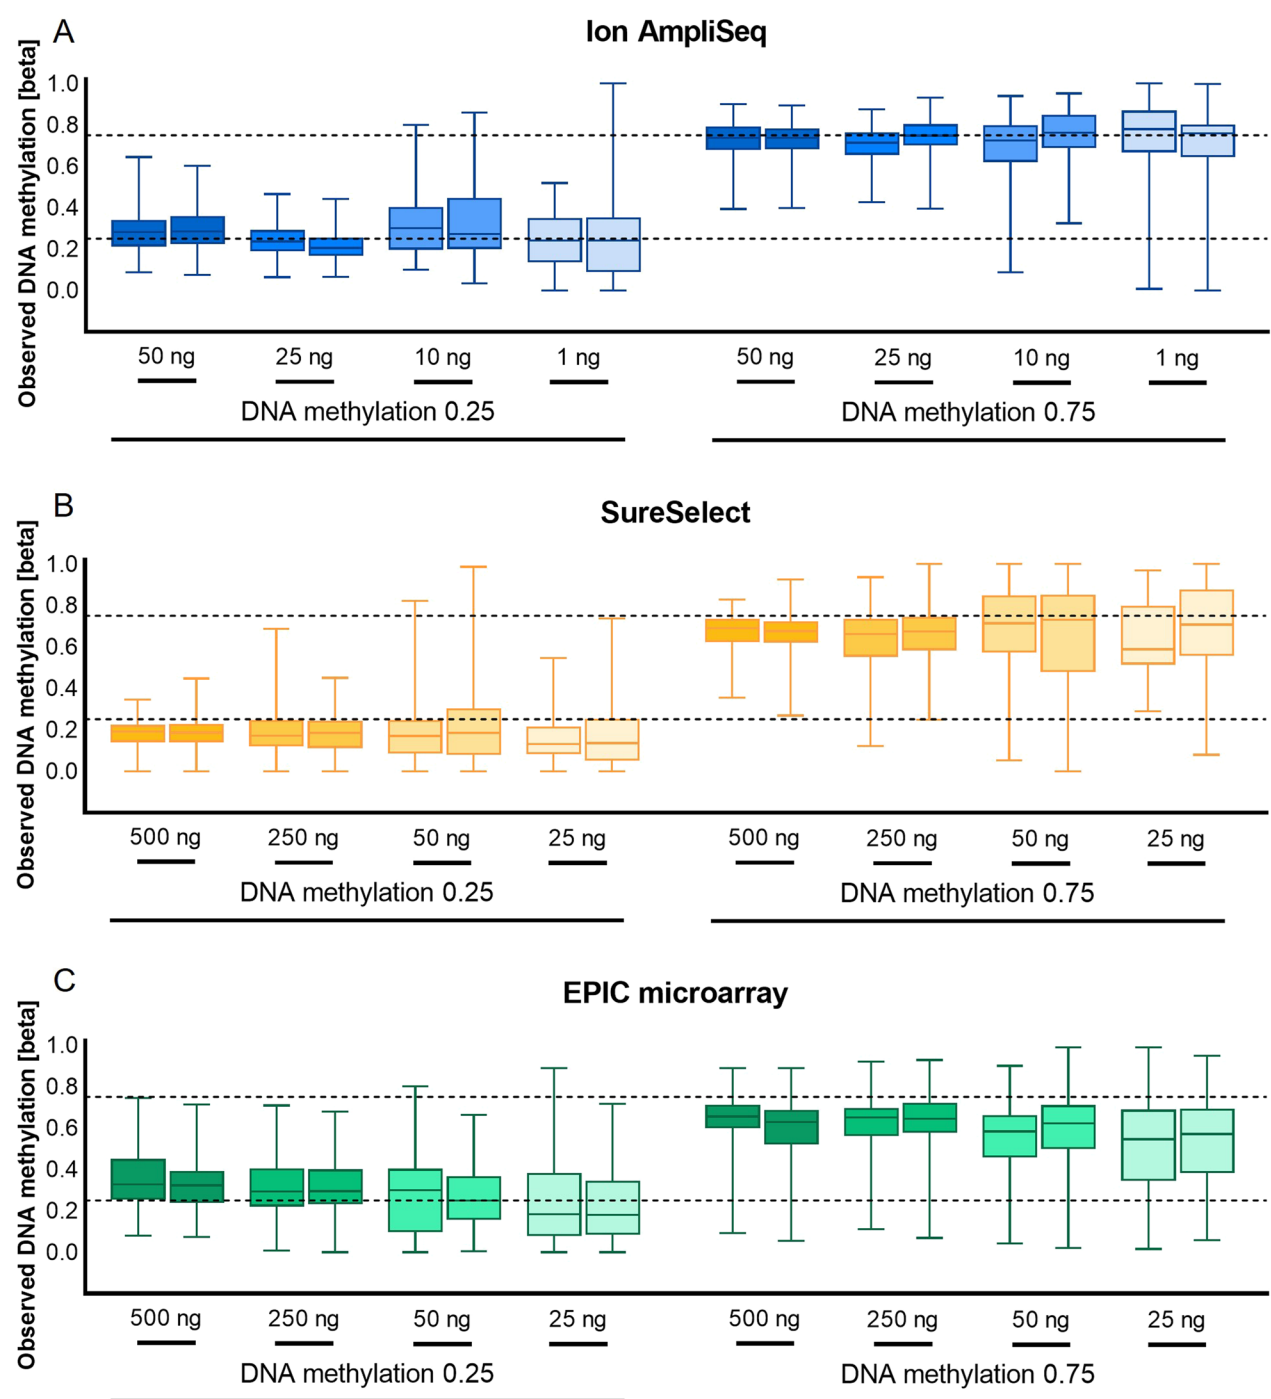 A
Ion AmpliSeq
Observed DNA methylation [beta]
1.0
0.8
0.6
0.4
0.2
0.0
50 ng 25 ng 10 ng 1 ng 50 ng 25 ng 10 ng 1 ng
DNA methylation 0.25 DNA methylation 0.75
B
SureSelect
Observed DNA methylation [beta]
1.0
0.8
0.6
0.4
0.2
0.0
500 ng 250 ng 50 ng 25 ng 500 ng 250 ng 50 ng 25 ng
DNA methylation 0.25 DNA methylation 0.75
C
EPIC microarray
Observed DNA methylation [beta]
1.0
0.8
0.6
0.4
0.2
0.0
500 ng 250 ng 50 ng 25 ng 500 ng 250 ng 50 ng 25 ng
DNA methylation 0.25 DNA methylation 0.75